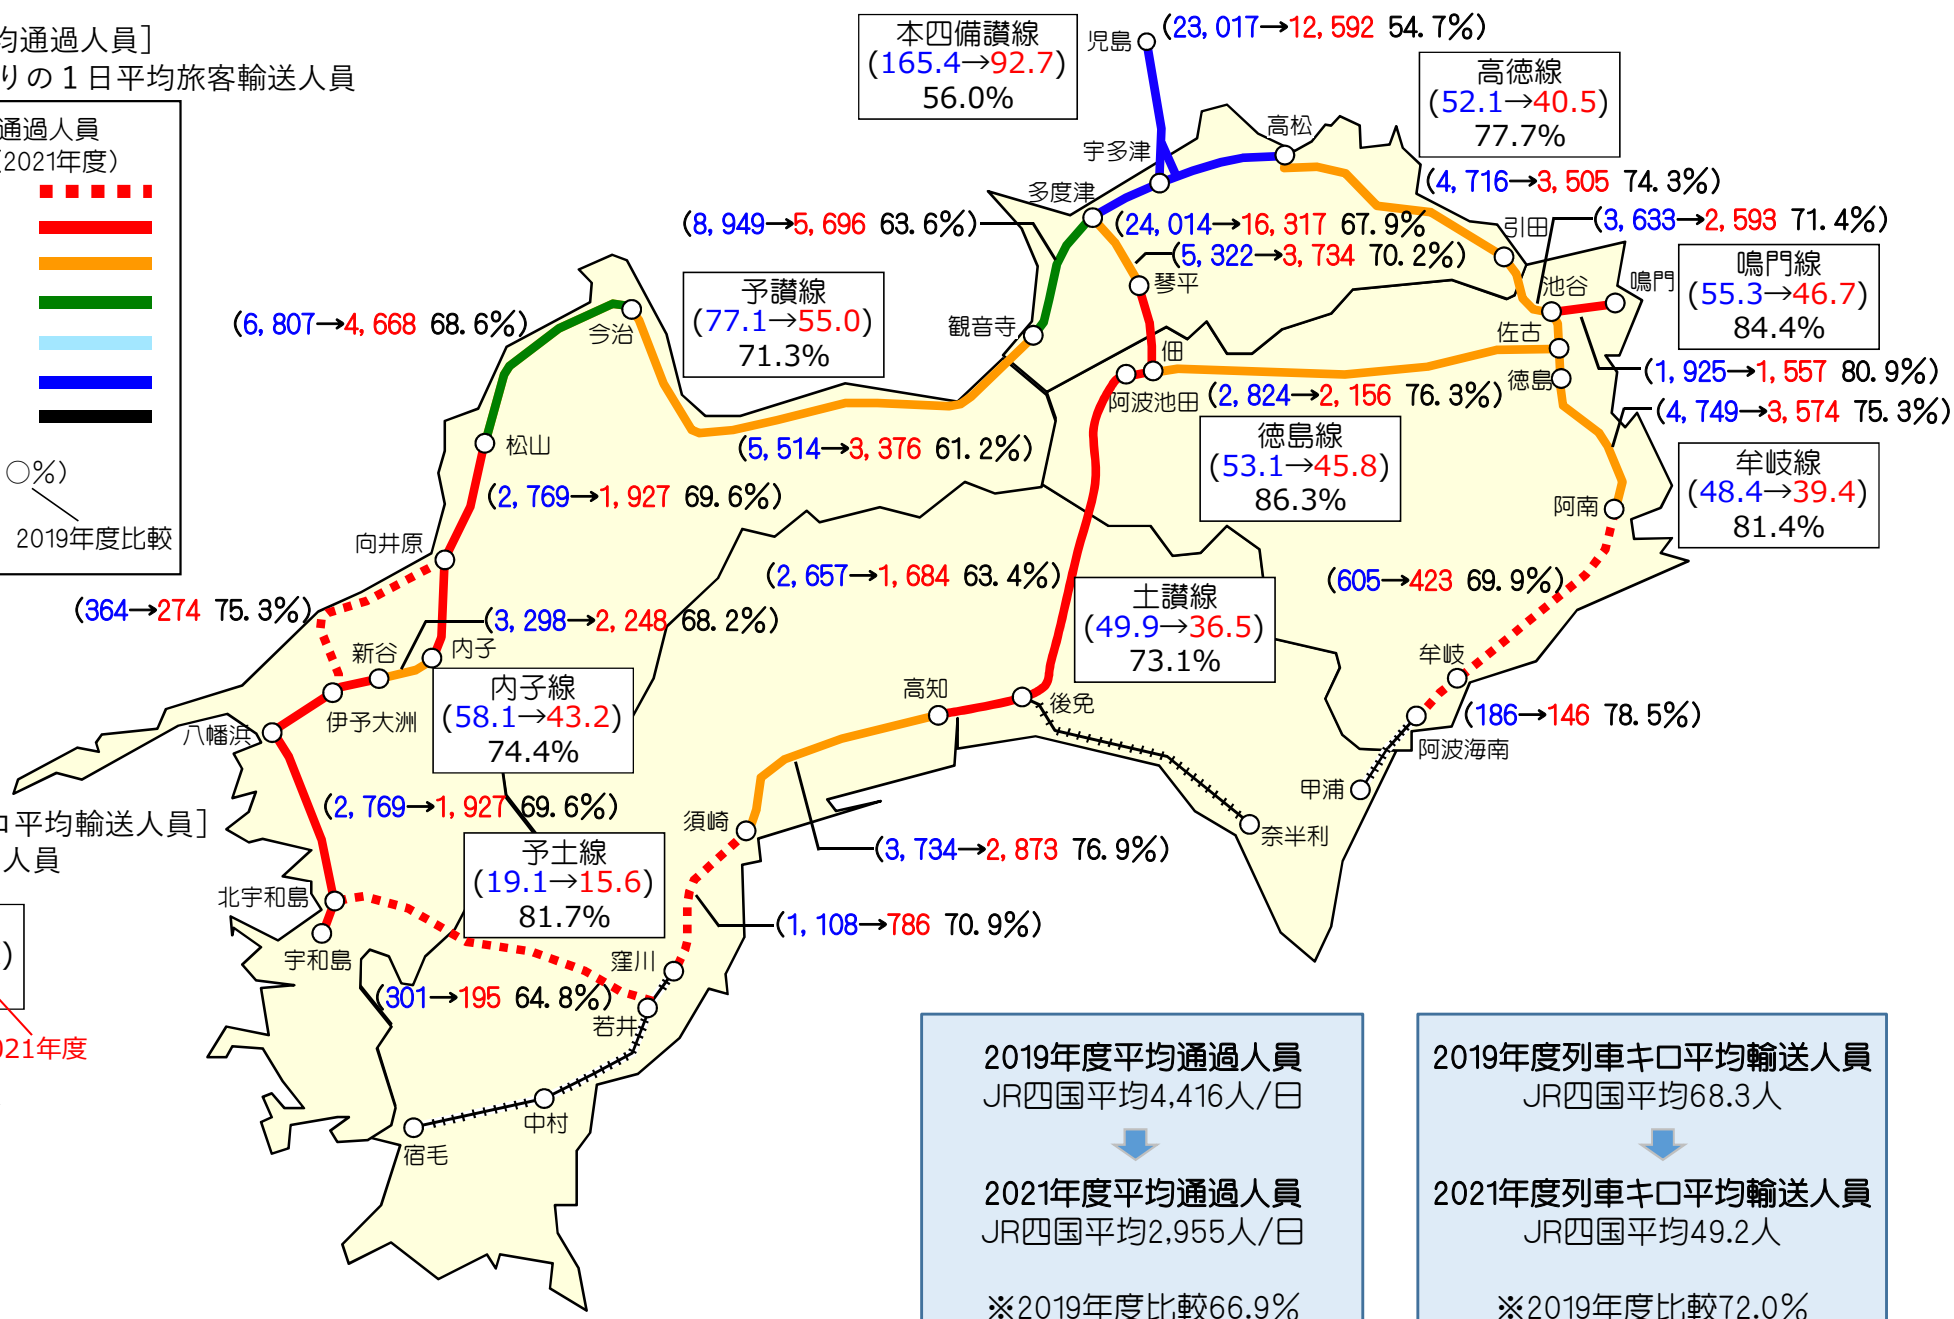 均通過人員］
りの１日平均旅客輸送人員
通過人員
（2021年度）
○％）
2019年度比較
本四備讃線
(165.4→92.7)
56.0%
児島
(23,017→12,592 54.7%)
高徳線
(52.1→40.5)
77.7%
高松
宇多津
多度津
(4,716→3,505 74.3%)
(8,949→5,696 63.6%)
(24,014→16,317 67.9%
引田
(3,633→2,593 71.4%)
(5,322→3,734 70.2%)
鳴門線
(55.3→46.7)
84.4%
予讃線
(77.1→55.0)
71.3%
琴平
池谷
鳴門
(6,807→4,668 68.6%)
今治
観音寺
佃
佐古
(1,925→1,557 80.9%)
徳島
阿波池田
(2,824→2,156 76.3%)
(4,749→3,574 75.3%)
松山
(5,514→3,376 61.2%)
徳島線
(53.1→45.8)
86.3%
牟岐線
(48.4→39.4)
81.4%
(2,769→1,927 69.6%)
阿南
向井原
(2,657→1,684 63.4%)
(605→423 69.9%)
(364→274 75.3%)
(3,298→2,248 68.2%)
土讃線
(49.9→36.5)
73.1%
新谷
内子
牟岐
内子線
(58.1→43.2)
74.4%
高知
後免
伊予大洲
八幡浜
(186→146 78.5%)
阿波海南
甲浦
(2,769→1,927 69.6%)
ロ平均輸送人員］
人員
須崎
奈半利
予土線
(19.1→15.6)
81.7%
(3,734→2,873 76.9%)
北宇和島
(1,108→786 70.9%)
)
宇和島
窪川
(301→195 64.8%)
若井
021年度
中村
宿毛
2019年度平均通過人員
JR四国平均4,416人/日
2021年度平均通過人員
JR四国平均2,955人/日
※2019年度比較66.9%
2019年度列車キロ平均輸送人員
JR四国平均68.3人
2021年度列車キロ平均輸送人員
JR四国平均49.2人
※2019年度比較72.0%